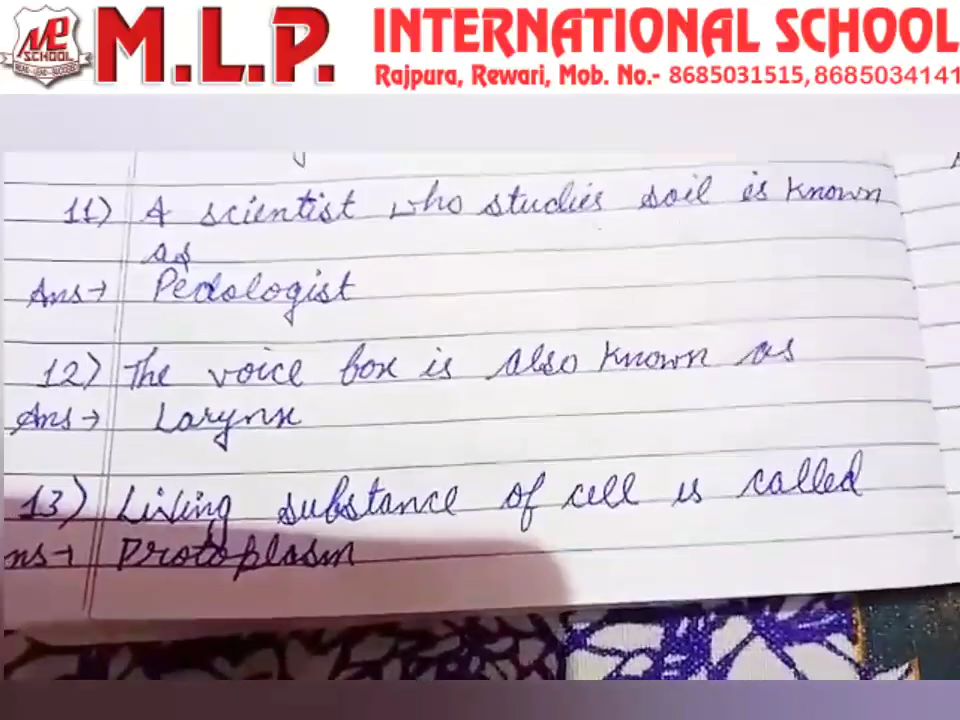 M.L.P. INTERNATIONAL SCHOOL
SCHOOL
Rajpura, Rewari, Mob. No.- 8685031515, 8685034141
11) A scientist who studies soil is known
as
Ans→ Pedologist
12) The voice box is also known as
Ans→ Larynx
13) Living substance of cell is called
ns→ Protoplasm